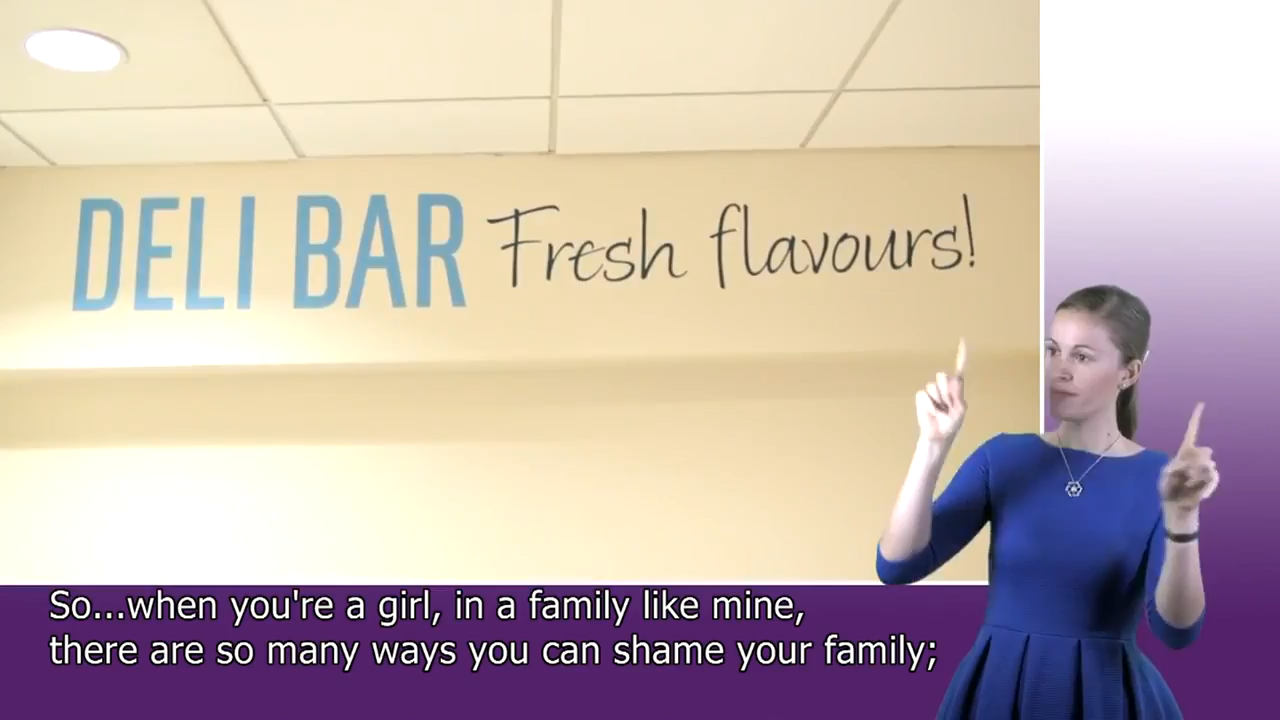 DELI BAR Fresh flavours!
So...when you're a girl, in a family like mine,
there are so many ways you can shame your family;